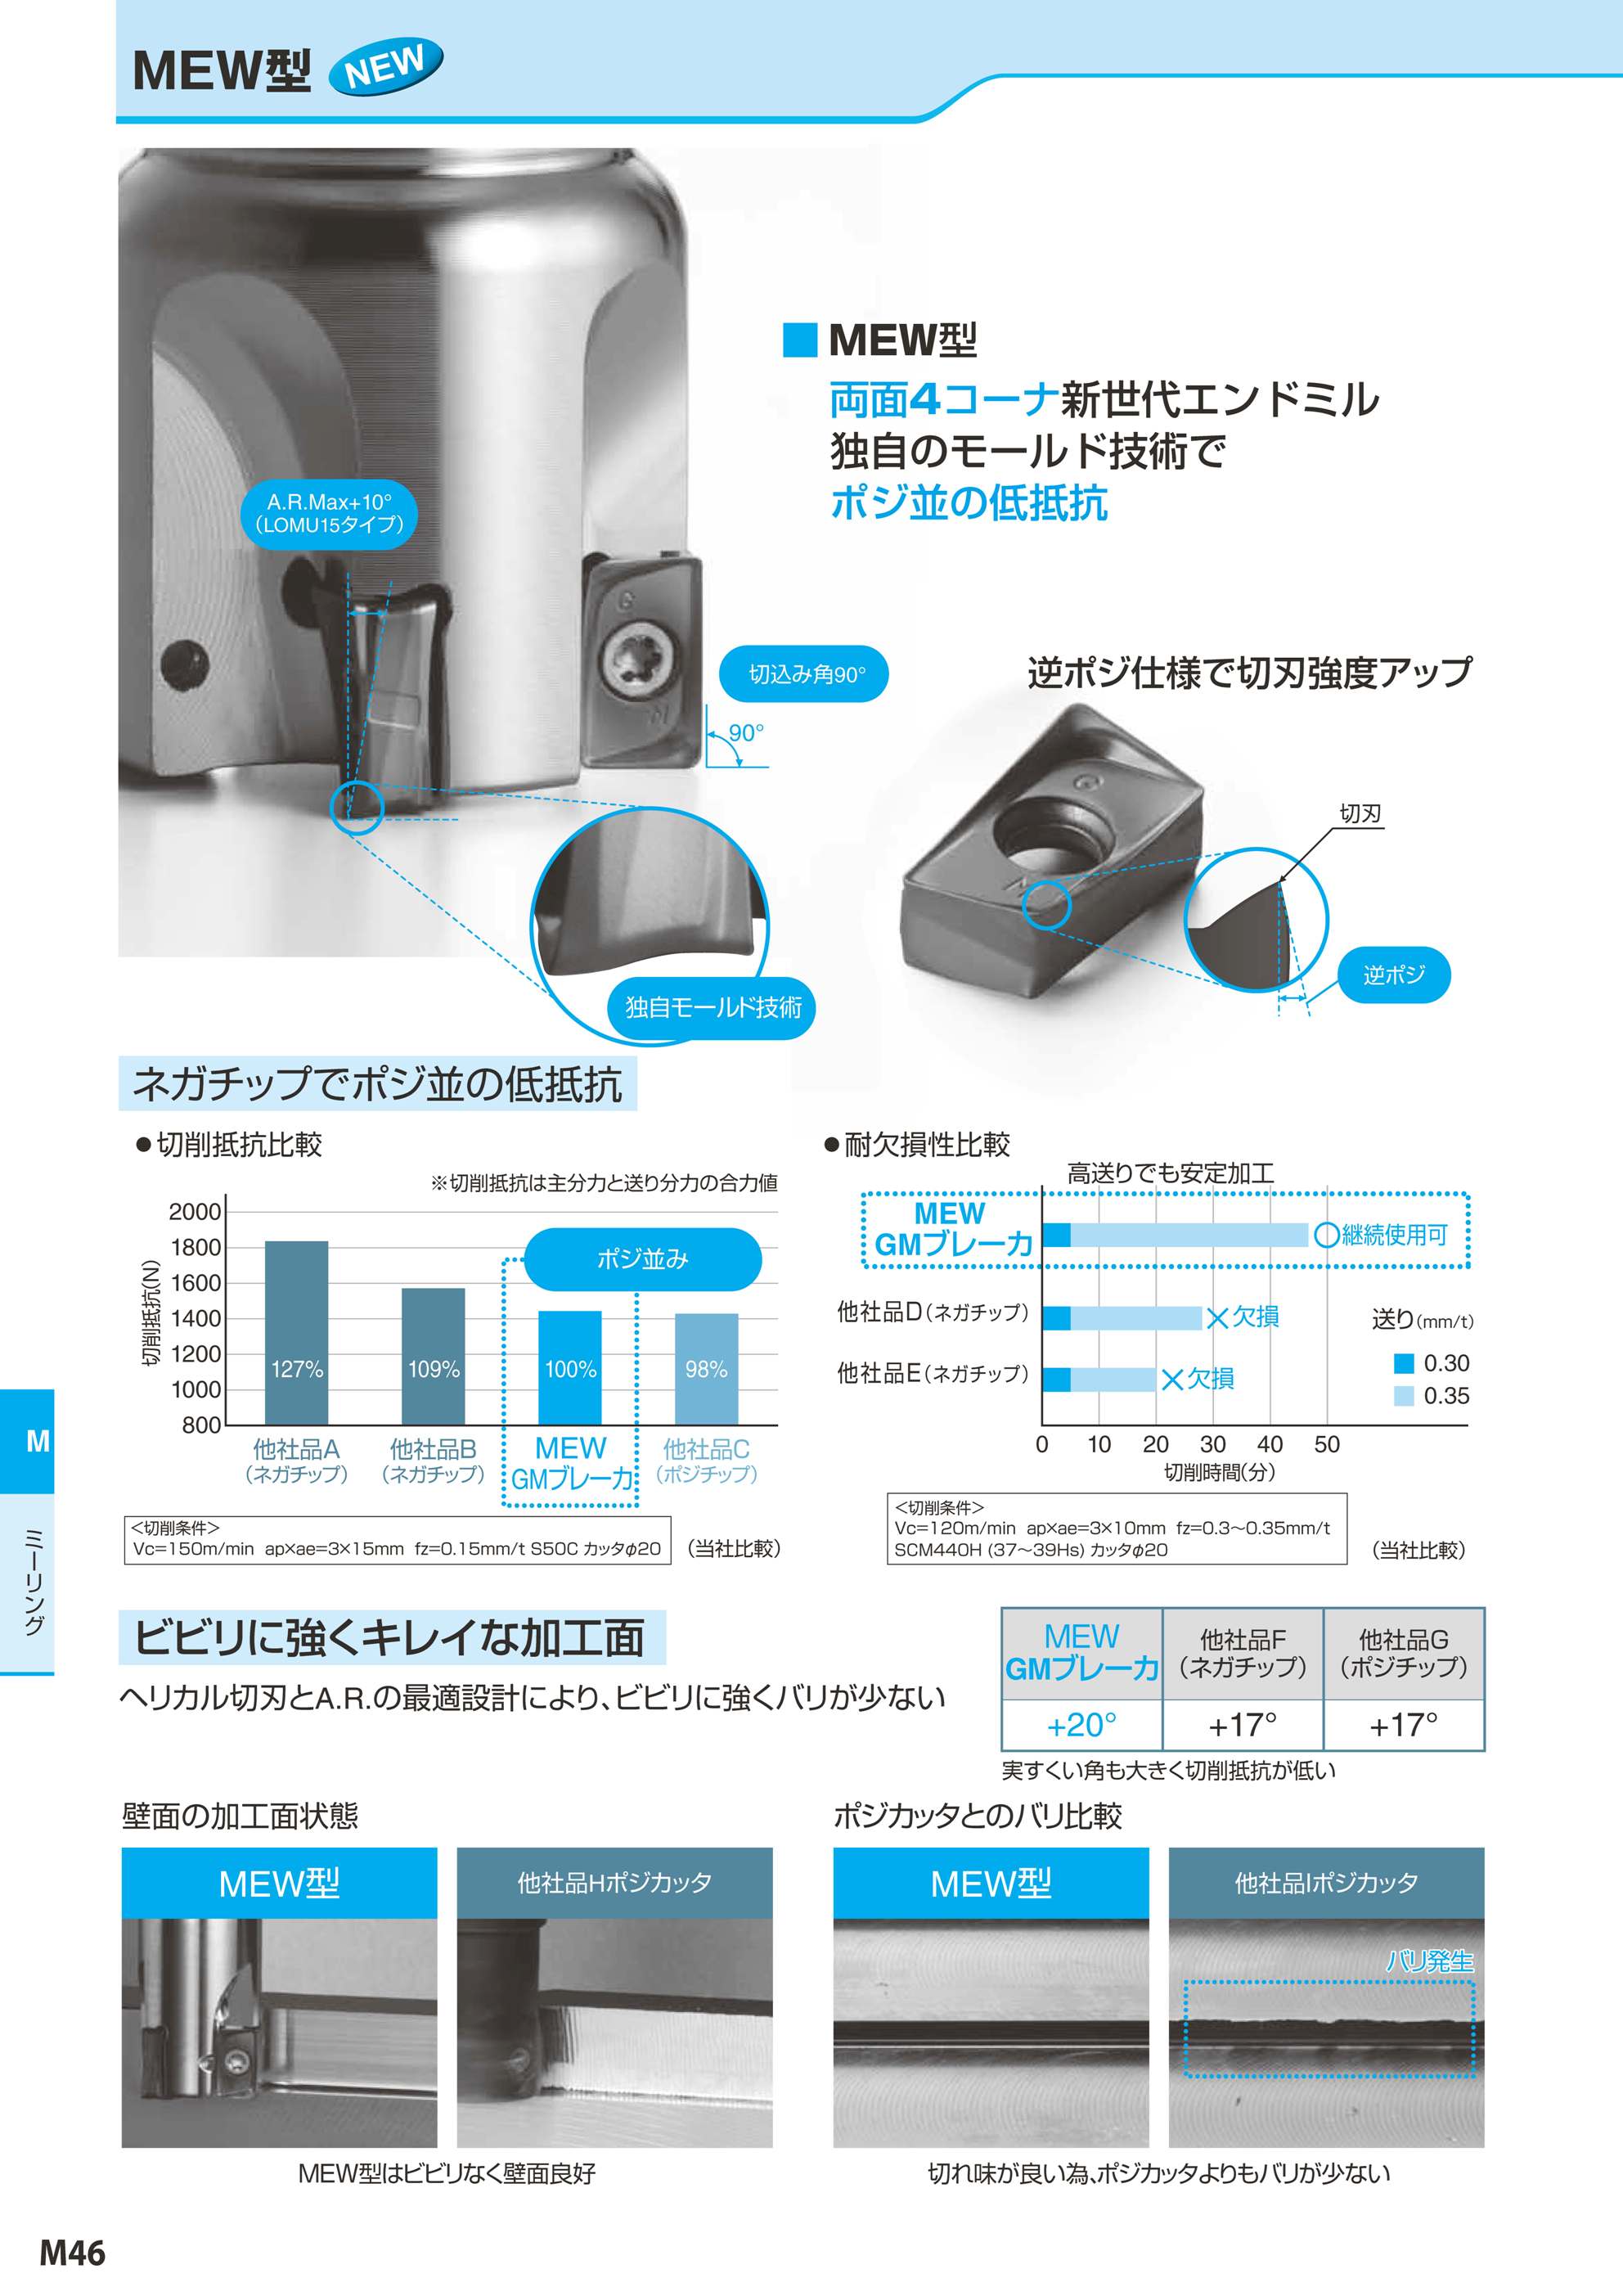 MEW型 NEW
A.R.Max+10°
（LOMU15タイプ）
■ MEW型
両面4コーナ新世代エンドミル
独自のモールド技術で
ポジ並の低抵抗
切込み角90°
90°
独自モールド技術
逆ポジ仕様で切刃強度アップ
切刃
逆ポジ
ネガチップでポジ並の低抵抗
●切削抵抗比較
※切削抵抗は主分力と送り分力の合力値
切削抵抗(N)
2000
1800
1600
1400
1200
1000
800
ポジ並み
127%
109%
100%
98%
他社品A
（ネガチップ）
他社品B
（ネガチップ）
MEW
GMブレーカ
他社品C
（ポジチップ）
＜切削条件＞
Vc=150m/min ap×ae=3×15mm fz=0.15mm/t S50C カッタφ20
（当社比較）
●耐欠損性比較
高送りでも安定加工
MEW
GMブレーカ
○継続使用可
他社品D（ネガチップ）
×欠損
他社品E（ネガチップ）
×欠損
送り(mm/t)
0.30
0.35
0 10 20 30 40 50
切削時間(分)
＜切削条件＞
Vc=120m/min ap×ae=3×10mm fz=0.3～0.35mm/t
SCM440H (37～39Hs) カッタφ20
（当社比較）
M
ミーリング
ビビリに強くキレイな加工面
ヘリカル切刃とA.R.の最適設計により、ビビリに強くバリが少ない
MEW
GMブレーカ
他社品F
（ネガチップ）
他社品G
（ポジチップ）
+20° +17° +17°
実すくい角も大きく切削抵抗が低い
壁面の加工面状態
MEW型
他社品Hポジカッタ
MEW型はビビリなく壁面良好
ポジカッタとのバリ比較
MEW型
他社品Iポジカッタ
バリ発生
切れ味が良い為、ポジカッタよりもバリが少ない
M46